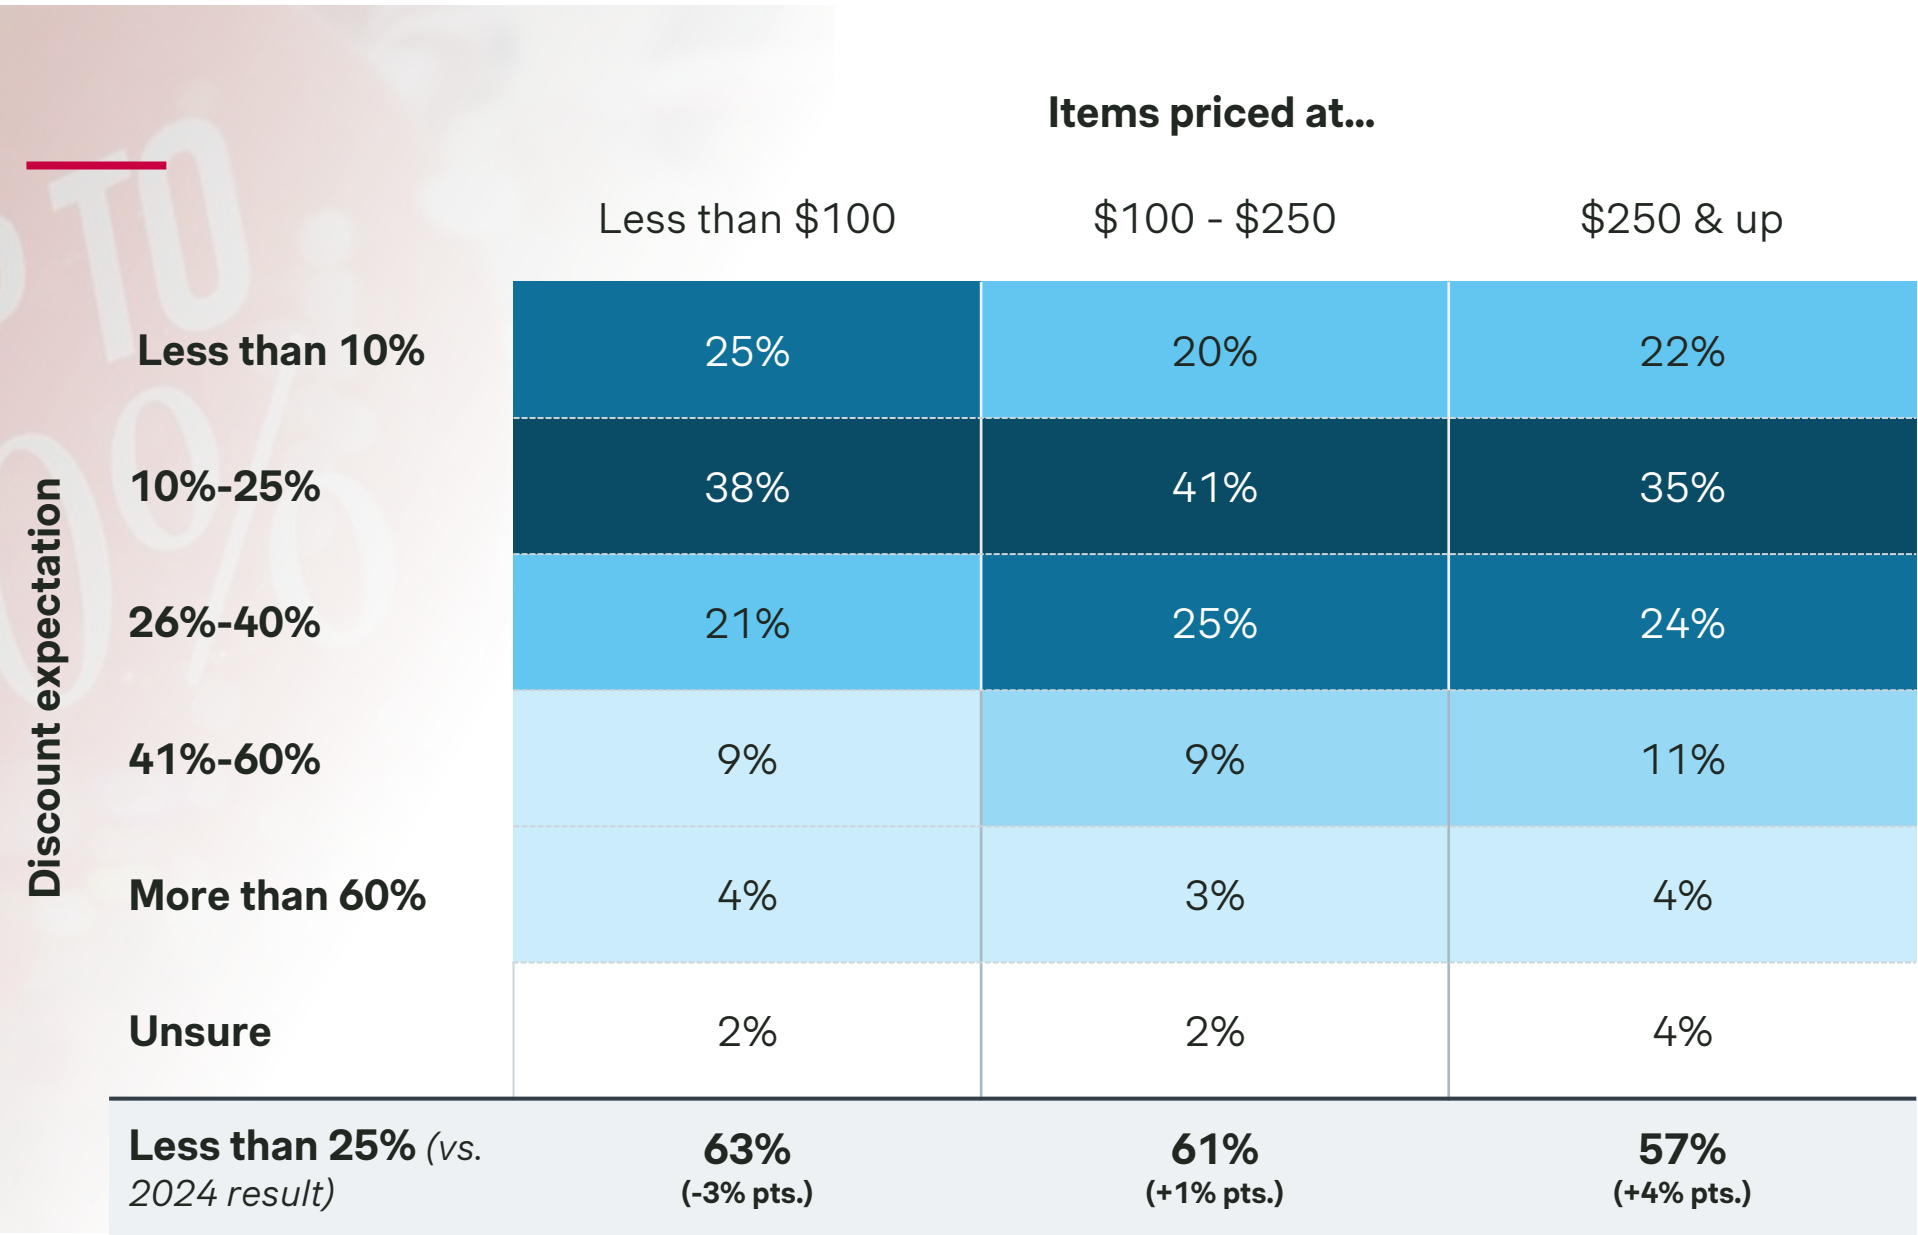 Items priced at...
Less than $100 $100 - $250 $250 & up
Discount expectation
Less than 10% 25% 20% 22%
10%-25% 38% 41% 35%
26%-40% 21% 25% 24%
41%-60% 9% 9% 11%
More than 60% 4% 3% 4%
Unsure 2% 2% 4%
Less than 25% (vs.
2024 result)
63% 61% 57%
(-3% pts.) (+1% pts.) (+4% pts.)
TO
0%